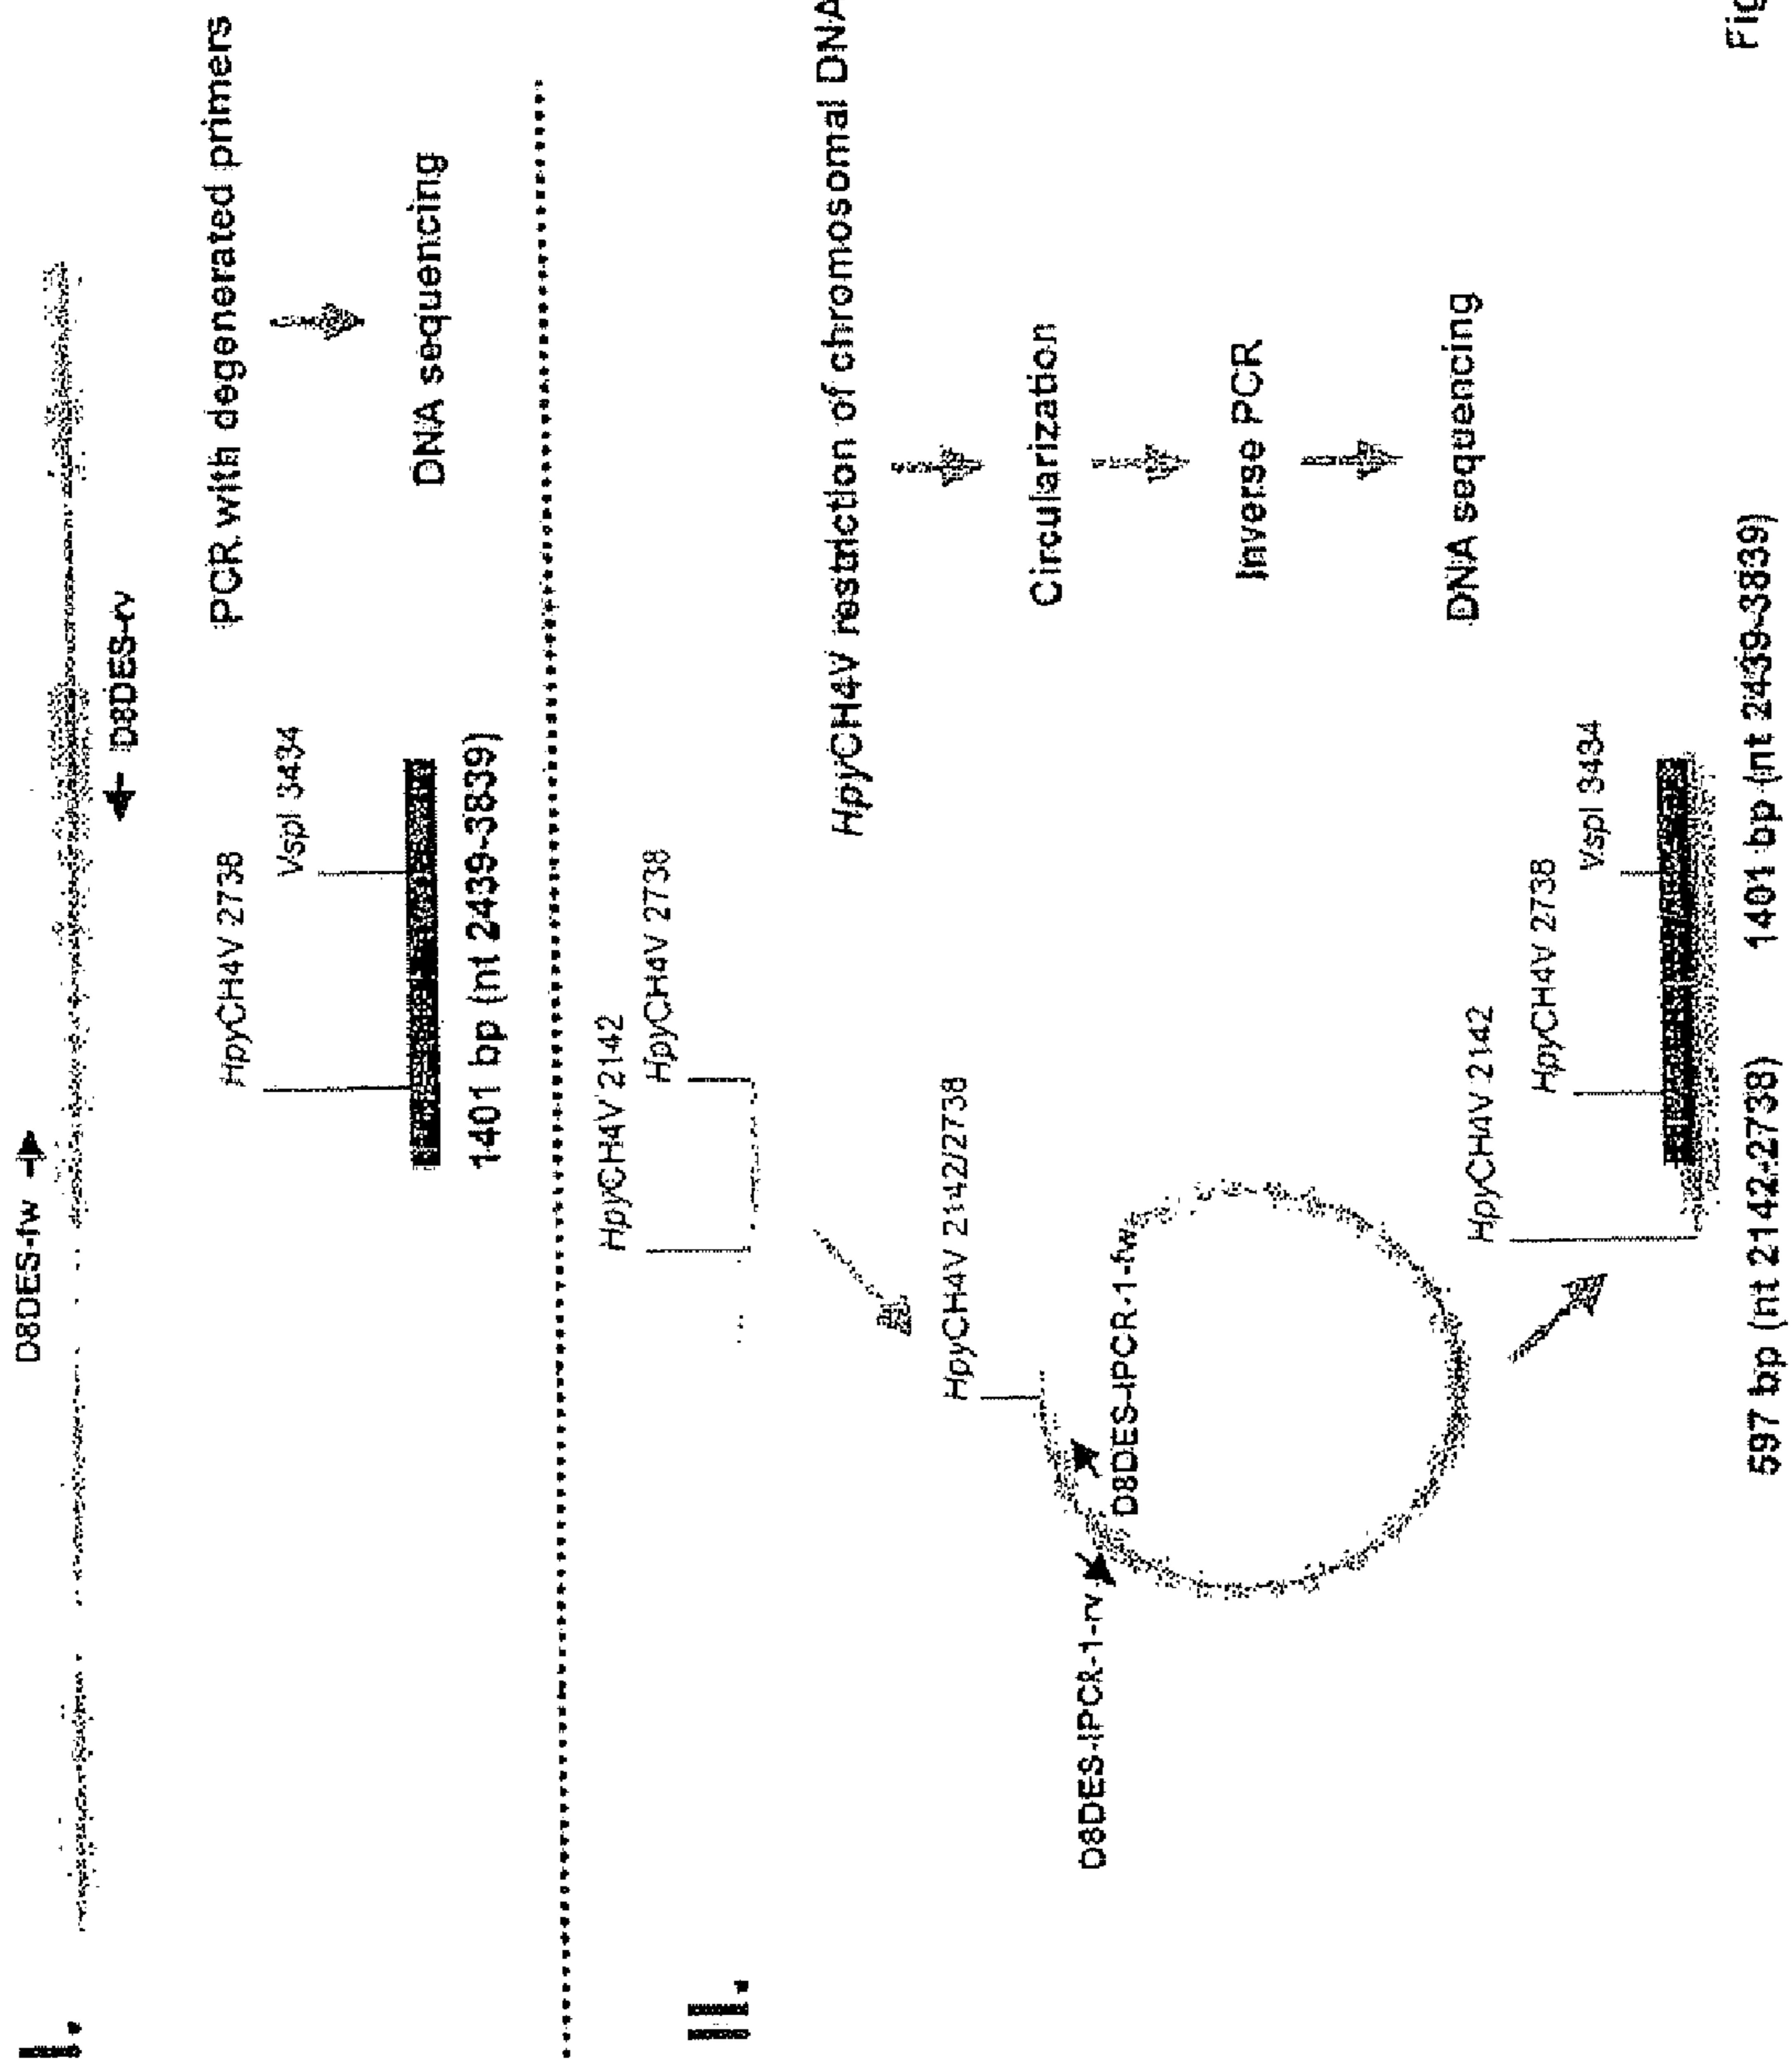 I.
D8DES-fw
D8DES-rv
PCR with degenerated primers
HpyCH4V 2738
VspI 3434
DNA sequencing
1401 bp (nt 2439-3839)
II.
HpyCH4V 2142
HpyCH4V 2738
HpyCH4V restriction of chromosomal DNA
HpyCH4V 2142/2738
Circularization
D8DES-IPCR-1-rv
D8DES-IPCR-1-fw
Inverse PCR
DNA sequencing
HpyCH4V 2142
HpyCH4V 2738
VspI 3434
597 bp (nt 2142-2738)
1401 bp (nt 2439-3839)
Fig